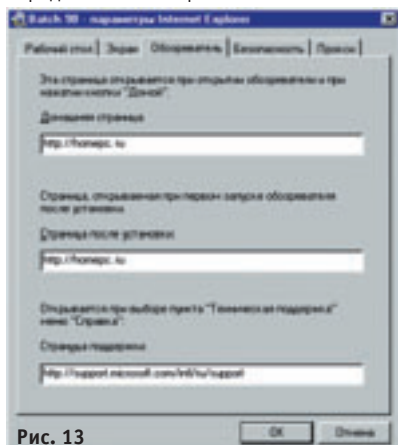 Batch 98 - параметры Internet Explorer
Рабочий стол Экран Обозреватель Безопасность Прокси
Эта страница открывается при открытии обозревателя и при
нажатии кнопки "Домой":
Домашняя страница:
http://homepc.ru
Страница, открываемая при первом запуске обозревателя
после установки.
Страница после установки:
http://homepc.ru
Открывается при выборе пункта "Техническая поддержка"
меню "Справка":
Страница поддержки:
http://support.microsoft.com/intl/ru/support
OK Отмена
Рис. 13